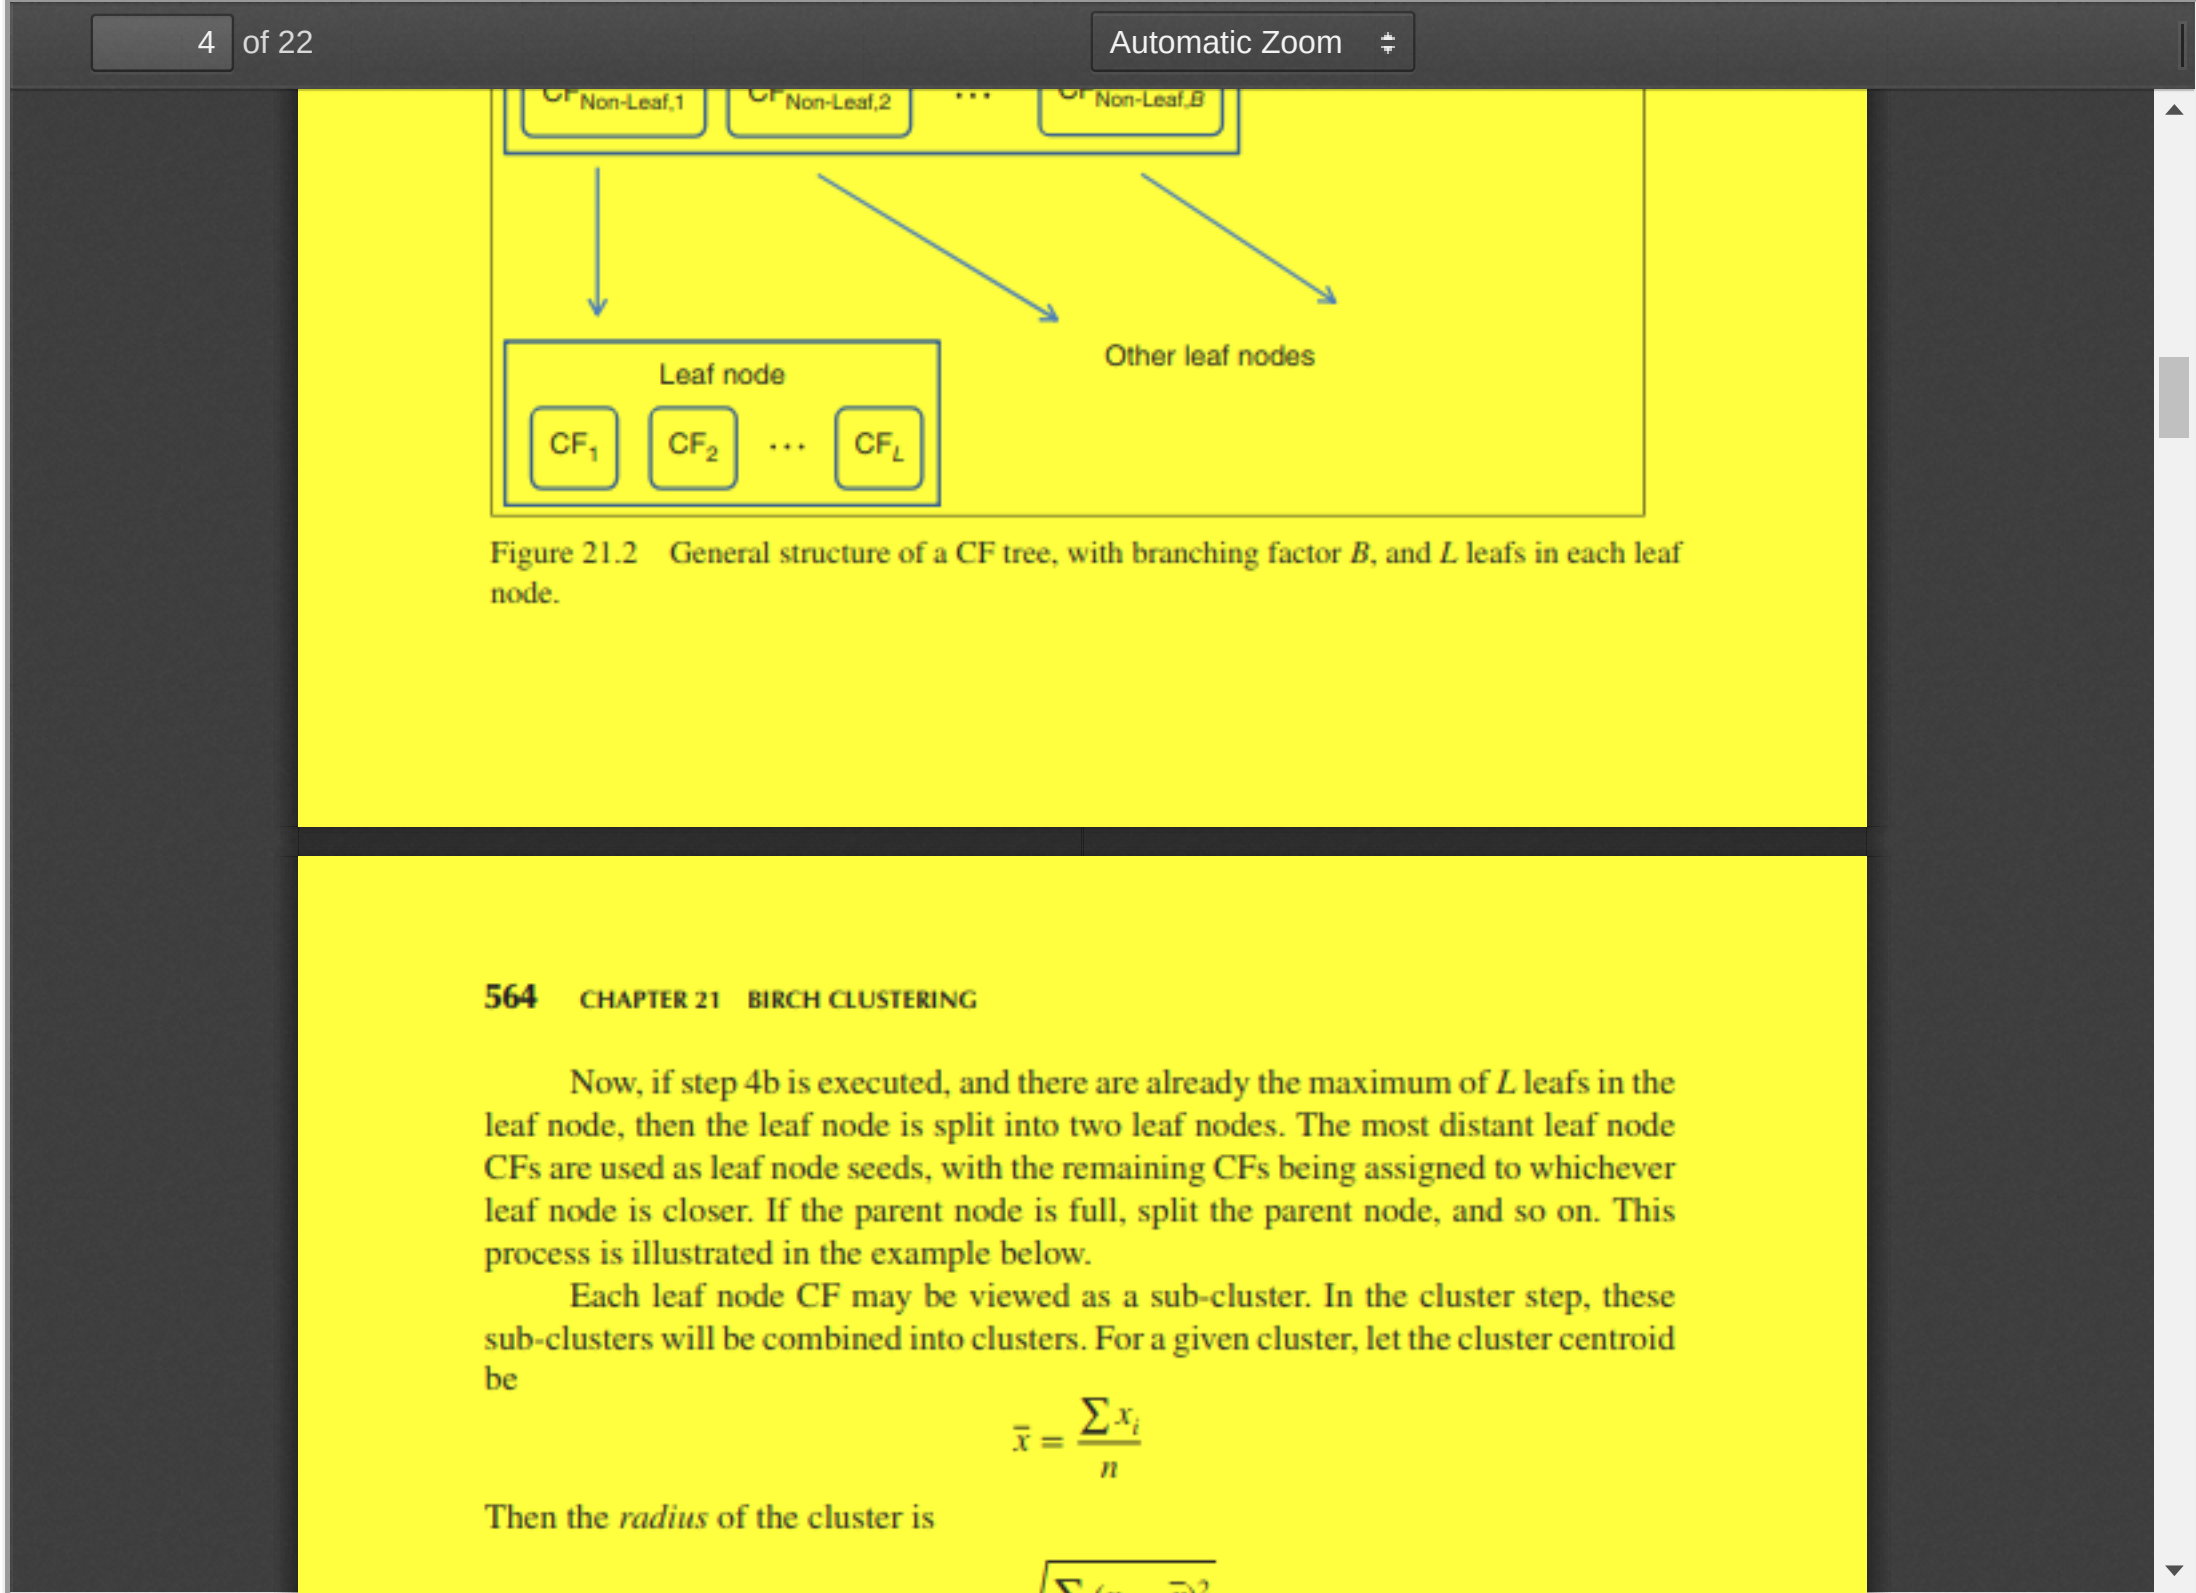 4 of 22 Automatic Zoom
CF Non-Leaf,1 CF Non-Leaf,2 ... CF Non-Leaf,B
Other leaf nodes
Leaf node
CF1 CF2 ... CFL
Figure 21.2 General structure of a CF tree, with branching factor B, and L leafs in each leaf
node.
564 CHAPTER 21 BIRCH CLUSTERING
Now, if step 4b is executed, and there are already the maximum of L leafs in the
leaf node, then the leaf node is split into two leaf nodes. The most distant leaf node
CFs are used as leaf node seeds, with the remaining CFs being assigned to whichever
leaf node is closer. If the parent node is full, split the parent node, and so on. This
process is illustrated in the example below.
Each leaf node CF may be viewed as a sub-cluster. In the cluster step, these
sub-clusters will be combined into clusters. For a given cluster, let the cluster centroid
be
x̄ = ∑xᵢ / n
Then the radius of the cluster is